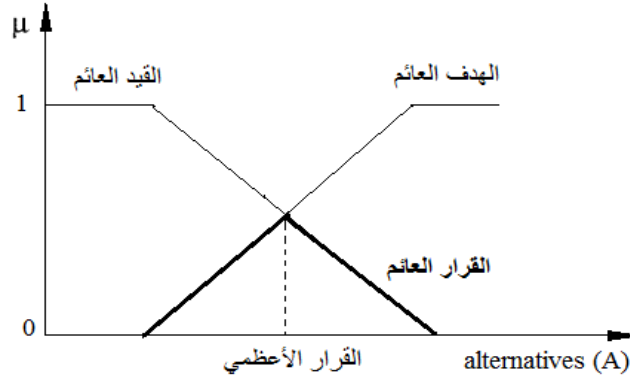 μ
القيد العائم
الهدف العائم
1
القرار العائم
0
القرار الأعظمي
alternatives (A)